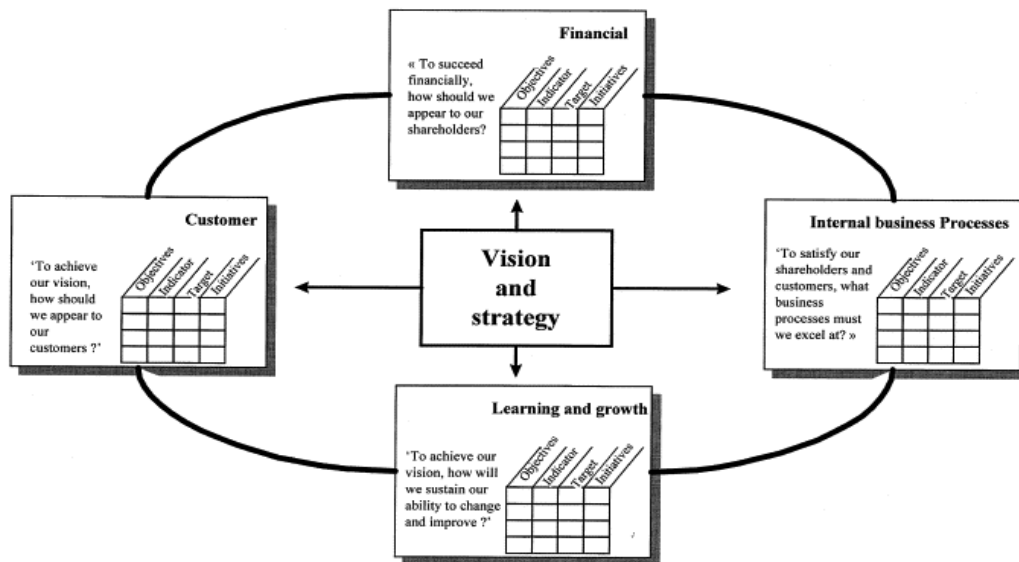 Financial
« To succeed
financially,
how should we
appear to our
shareholders?
Objectives
Indicator
Target
Initiatives
Customer
'To achieve
our vision,
how should
we appear to
our
customers ?'
Objectives
Indicator
Target
Initiatives
Vision
and
strategy
Internal business Processes
'To satisfy our
shareholders and
customers, what
business
processes must
we excel at? »
Objectives
Indicator
Target
Initiatives
Learning and growth
'To achieve our
vision, how will
we sustain our
ability to change
and improve ?'
Objectives
Indicator
Target
Initiatives